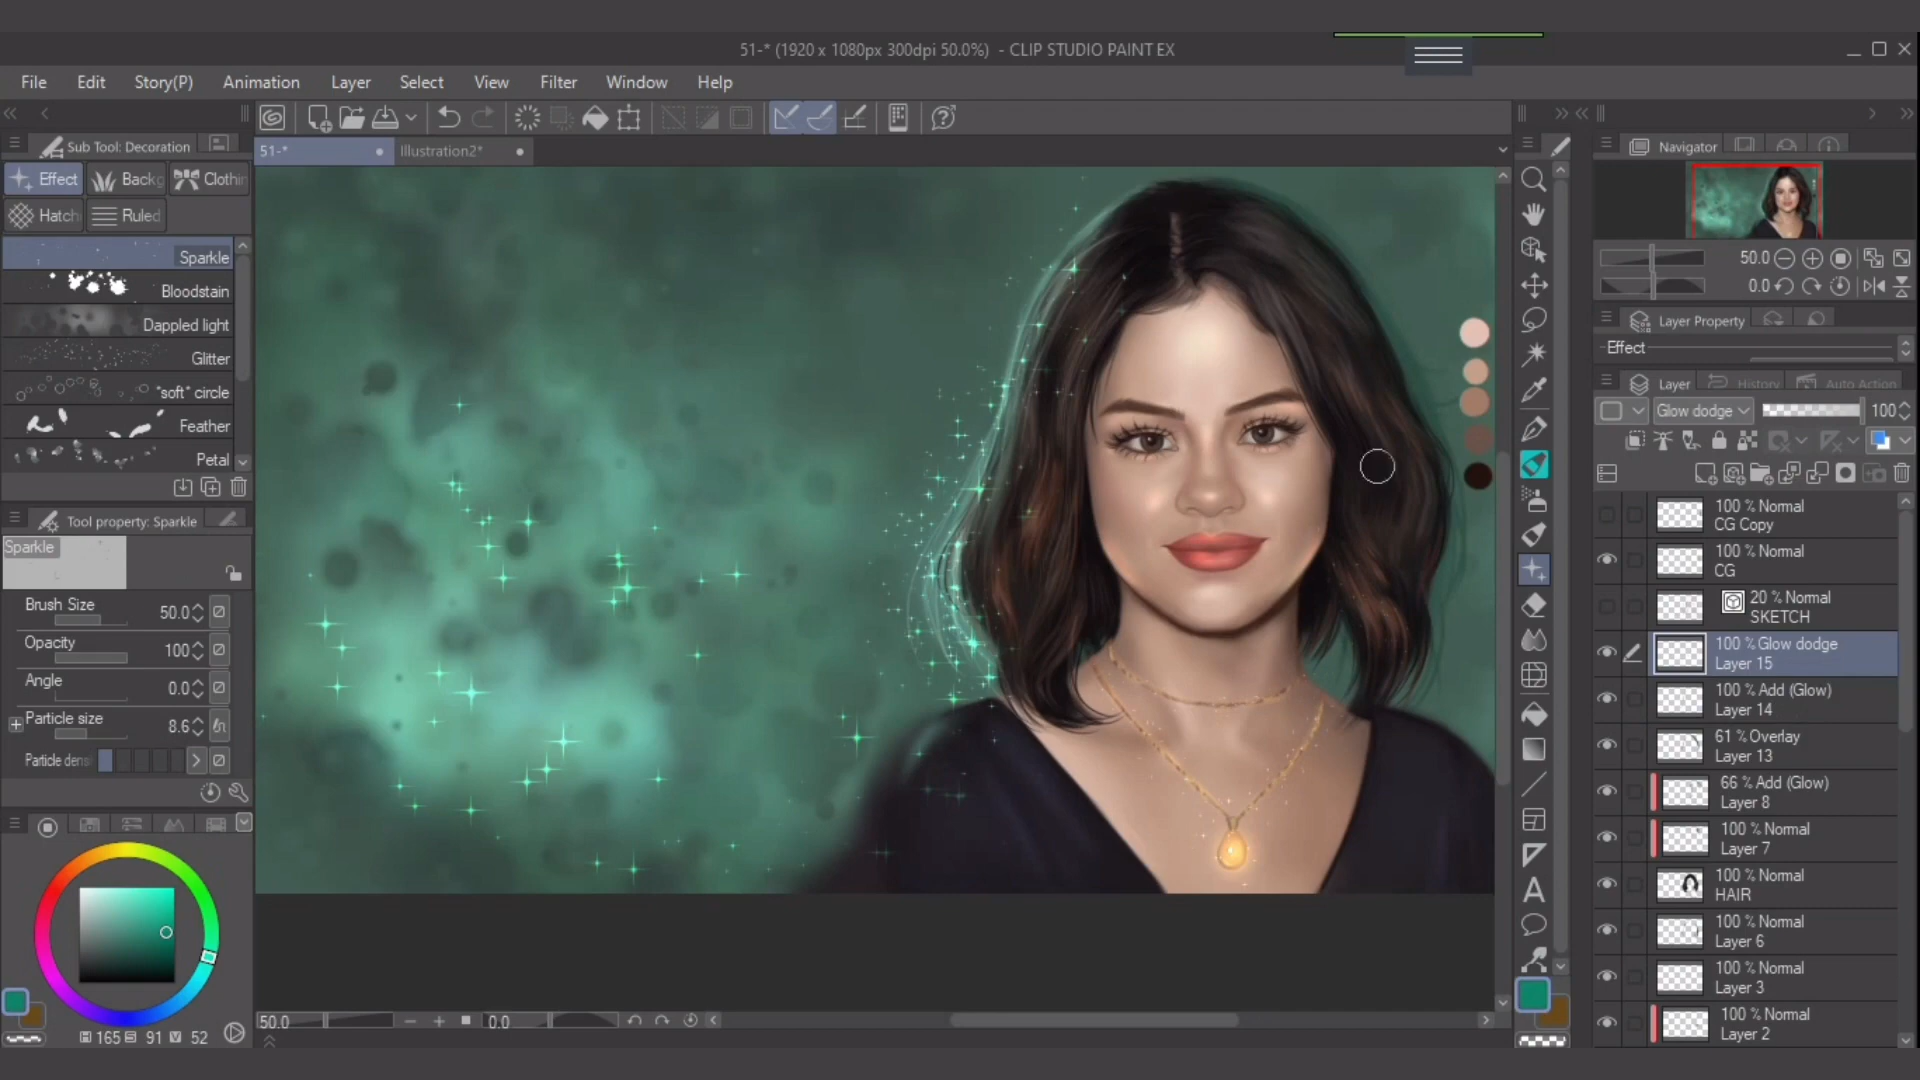 51-* (1920 x 1080px 300dpi 50.0%) - CLIP STUDIO PAINT EX
File Edit Story(P) Animation Layer Select View Filter Window Help
Sub Tool: Decoration
51-* Illustration2*
Effect Backg Clothin
Hatch Ruled
Sparkle
Bloodstain
Dappled light
Glitter
*soft* circle
Feather
Petal
Tool property: Sparkle
Sparkle
Brush Size 50.0
Opacity 100
Angle 0.0
Particle size 8.6
Particle dens
H 165 S 91 V 52
50.0 0.0
A
Navigator
50.0
0.0
Layer Property
Effect
Layer History Auto Action
Glow dodge 100
100 % Normal
CG Copy
100 % Normal
CG
20 % Normal
SKETCH
100 % Glow dodge
Layer 15
100 % Add (Glow)
Layer 14
61 % Overlay
Layer 13
66 % Add (Glow)
Layer 8
100 % Normal
Layer 7
100 % Normal
HAIR
100 % Normal
Layer 6
100 % Normal
Layer 3
100 % Normal
Layer 2